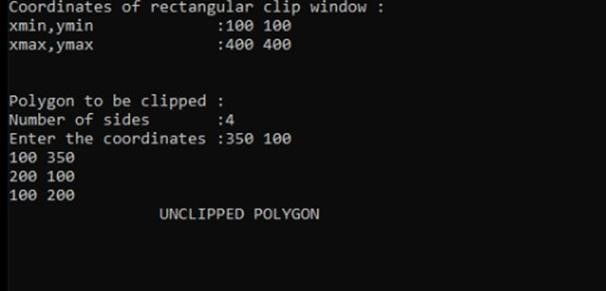 Coordinates of rectangular clip window :
xmin,ymin :100 100
xmax,ymax :400 400
Polygon to be clipped :
Number of sides :4
Enter the coordinates :350 100
100 350
200 100
100 200
UNCLIPPED POLYGON